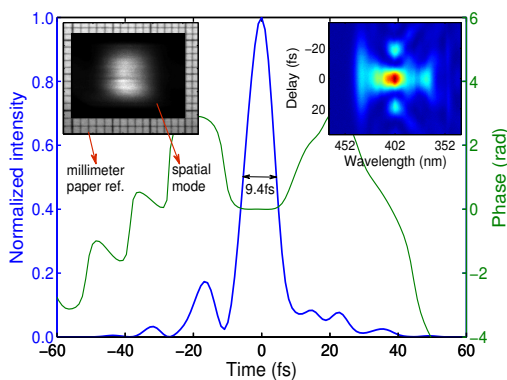 1.0
0.8
0.6
0.4
0.2
0.0
Normalized intensity
millimeter
paper ref.
spatial
mode
9.4fs
Delay (fs)
−20
0
20
452 402 352
Wavelength (nm)
6
4
2
0
−2
−4
Phase (rad)
−60 −40 −20 0 20 40 60
Time (fs)